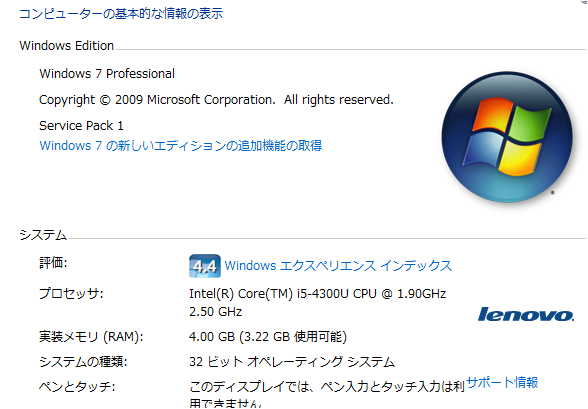 コンピューターの基本的な情報の表示
Windows Edition
Windows 7 Professional
Copyright © 2009 Microsoft Corporation.  All rights reserved.
Service Pack 1
Windows 7 の新しいエディションの追加機能の取得
システム
評価:
4.4 Windows エクスペリエンス インデックス
プロセッサ:
Intel(R) Core(TM) i5-4300U CPU @ 1.90GHz
2.50 GHz
lenovo
実装メモリ (RAM):
4.00 GB (3.22 GB 使用可能)
システムの種類:
32 ビット オペレーティング システム
ペンとタッチ:
このディスプレイでは、ペン入力とタッチ入力は利
用できません
サポート情報